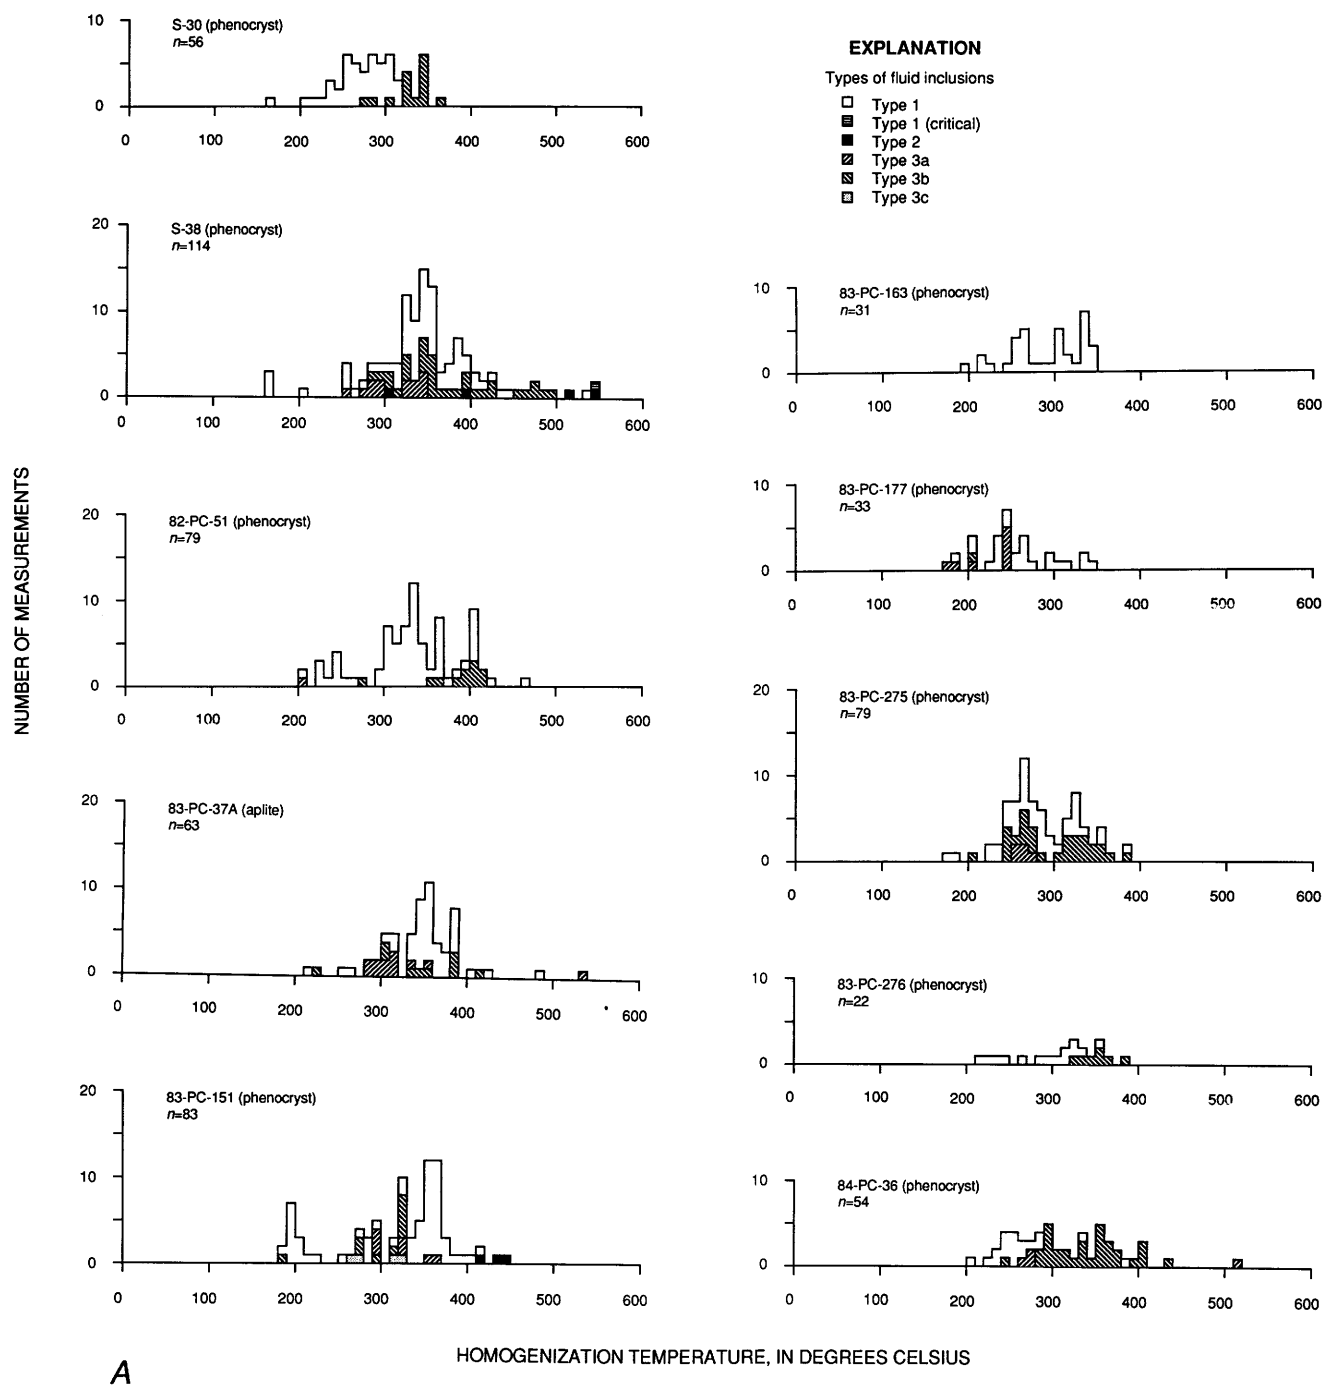 S-30 (phenocryst)
n=56
10
0
0 100 200 300 400 500 600
S-38 (phenocryst)
n=114
20
10
0
0 100 200 300 400 500 600
82-PC-51 (phenocryst)
n=79
20
10
0
0 100 200 300 400 500 600
83-PC-37A (aplite)
n=63
20
10
0
0 100 200 300 400 500 600
83-PC-151 (phenocryst)
n=83
20
10
0
0 100 200 300 400 500 600
NUMBER OF MEASUREMENTS
EXPLANATION
Types of fluid inclusions
Type 1
Type 1 (critical)
Type 2
Type 3a
Type 3b
Type 3c
83-PC-163 (phenocryst)
n=31
10
0
0 100 200 300 400 500 600
83-PC-177 (phenocryst)
n=33
10
0
0 100 200 300 400 500 600
83-PC-275 (phenocryst)
n=79
20
10
0
0 100 200 300 400 500 600
83-PC-276 (phenocryst)
n=22
10
0
0 100 200 300 400 500 600
84-PC-36 (phenocryst)
n=54
10
0
0 100 200 300 400 500 600
HOMOGENIZATION TEMPERATURE, IN DEGREES CELSIUS
A